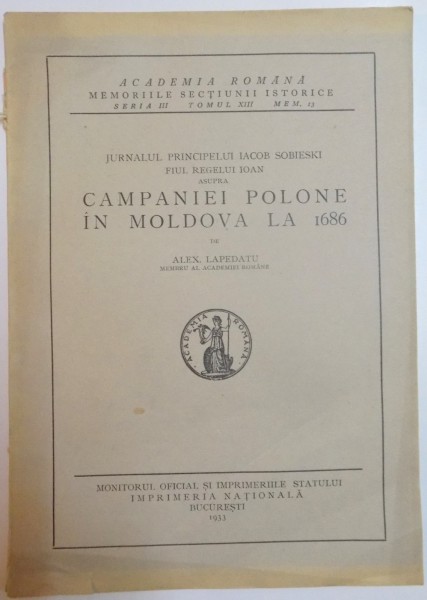 ACADEMIA ROMÂNĂ
MEMORIILE SECȚIUNII ISTORICE
SERIA III TOMUL XIII MEM. 13
JURNALUL PRINCIPELUI IACOB SOBIESKI
FIUL REGELUI IOAN
ASUPRA
CAMPANIEI POLONE
ÎN MOLDOVA LA 1686
DE
ALEX. LAPEDATU
MEMBRU AL ACADEMIEI ROMÂNE
ACADEMIA ROMANA
MONITORUL OFICIAL ȘI IMPRIMERIILE STATULUI
IMPRIMERIA NAȚIONALĂ
BUCUREȘTI
1933